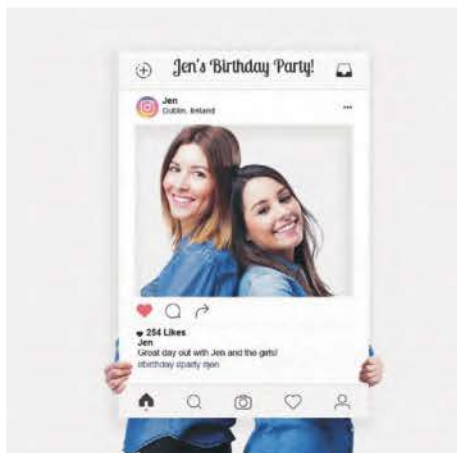 Jen's Birthday Party!
Jen
Dublin, Ireland
254 Likes
Jen
Great day out with Jen and the girls!
#birthday #party #jen